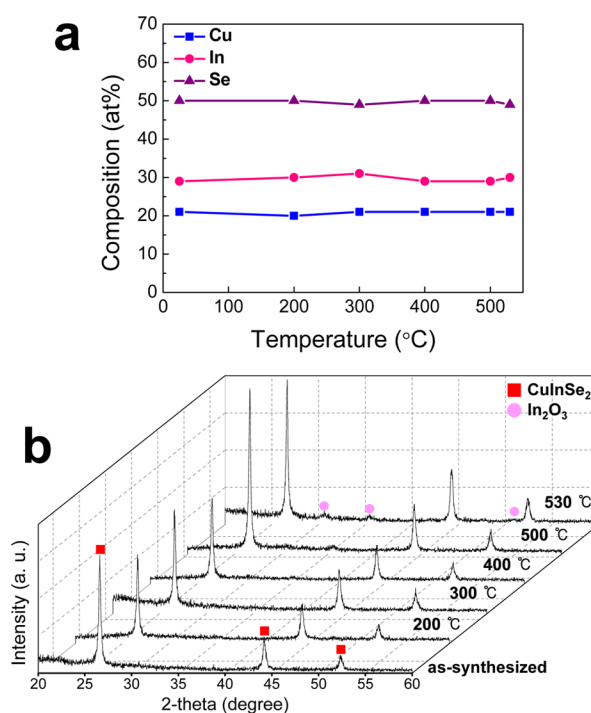 a
Cu
In
Se
Composition (at%)
70
60
50
40
30
20
10
0
0 100 200 300 400 500
Temperature (°C)
b
CuInSe₂
In₂O₃
Intensity (a. u.)
530 ℃
500 ℃
400 ℃
300 ℃
200 ℃
as-synthesized
20 25 30 35 40 45 50 55 60
2-theta (degree)